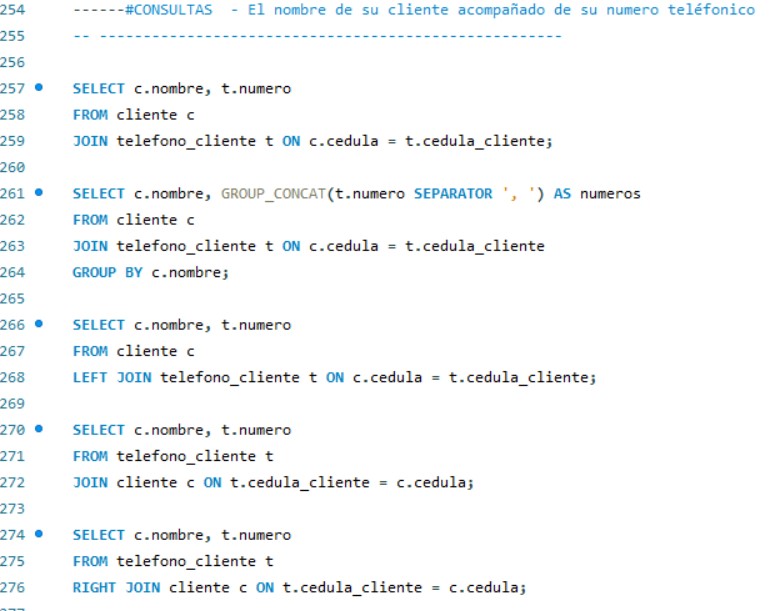 254 ------#CONSULTAS - El nombre de su cliente acompañado de su numero teléfonico
255 -- -----------------------------------------------------
256
257 SELECT c.nombre, t.numero
258 FROM cliente c
259 JOIN telefono_cliente t ON c.cedula = t.cedula_cliente;
260
261 SELECT c.nombre, GROUP_CONCAT(t.numero SEPARATOR ', ') AS numeros
262 FROM cliente c
263 JOIN telefono_cliente t ON c.cedula = t.cedula_cliente
264 GROUP BY c.nombre;
265
266 SELECT c.nombre, t.numero
267 FROM cliente c
268 LEFT JOIN telefono_cliente t ON c.cedula = t.cedula_cliente;
269
270 SELECT c.nombre, t.numero
271 FROM telefono_cliente t
272 JOIN cliente c ON t.cedula_cliente = c.cedula;
273
274 SELECT c.nombre, t.numero
275 FROM telefono_cliente t
276 RIGHT JOIN cliente c ON t.cedula_cliente = c.cedula;